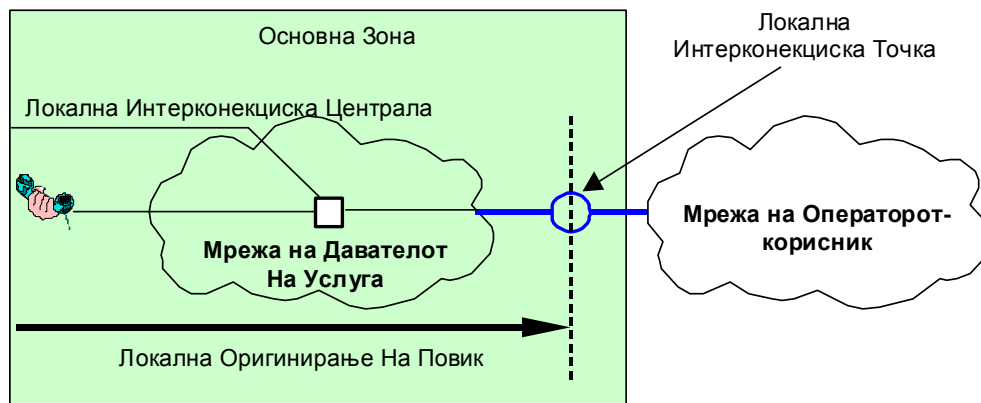 Основна Зона
Локална
Интерконекциска Точка
Локална Интерконекциска Централа
Мрежа на Давателот
На Услуга
Мрежа на Операторот-
корисник
Локална Оригинирање На Повик